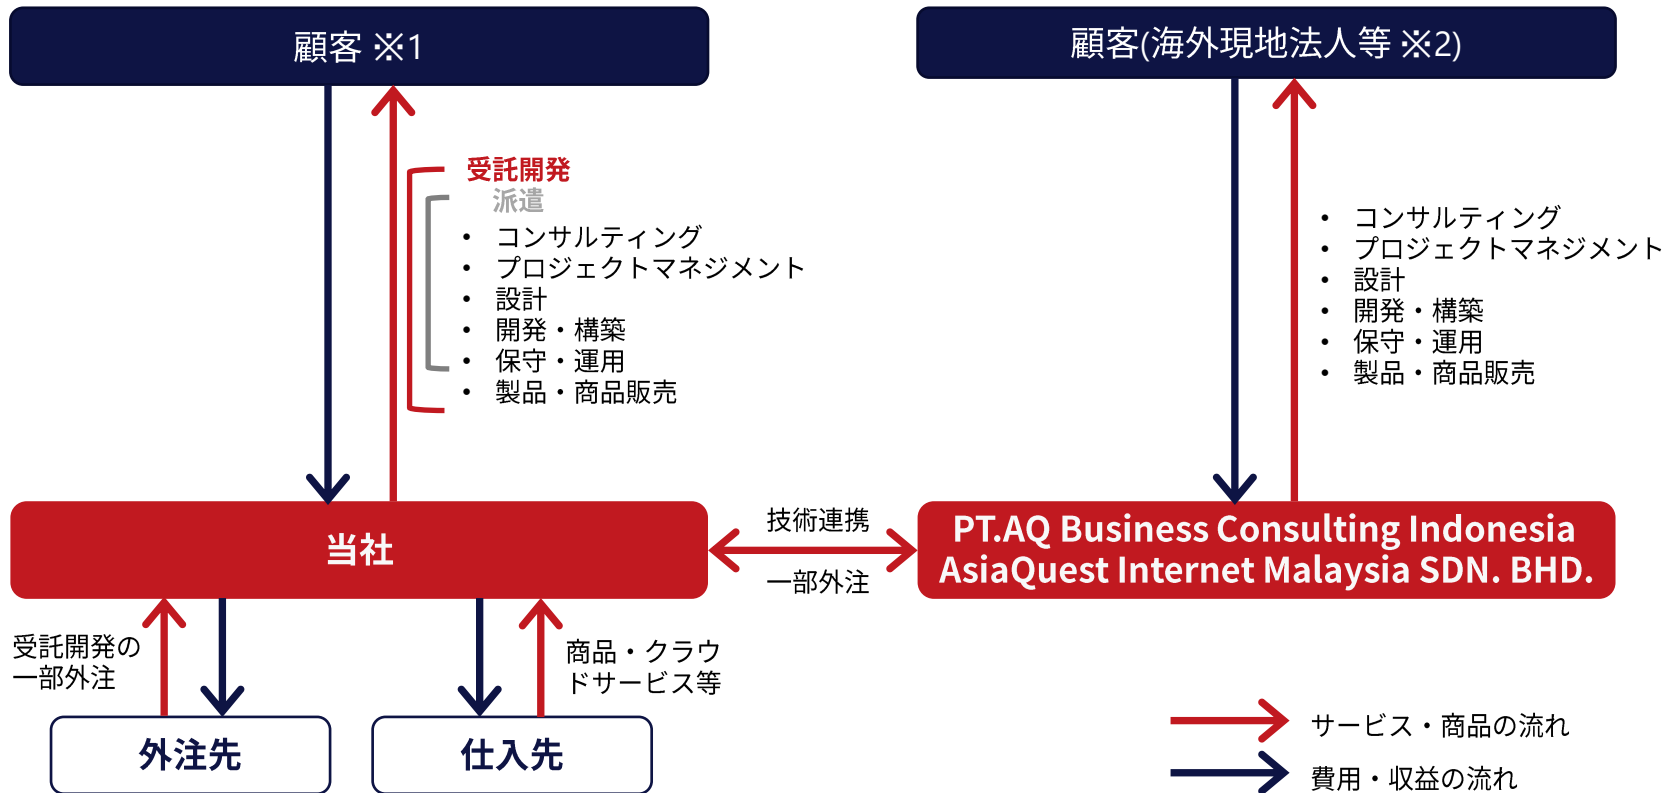 顧客 ※1
顧客(海外現地法人等 ※2)
受託開発
派遣
• コンサルティング
• プロジェクトマネジメント
• 設計
• 開発・構築
• 保守・運用
• 製品・商品販売
• コンサルティング
• プロジェクトマネジメント
• 設計
• 開発・構築
• 保守・運用
• 製品・商品販売
当社
技術連携
一部外注
PT.AQ Business Consulting Indonesia
AsiaQuest Internet Malaysia SDN. BHD.
受託開発の
一部外注
商品・クラウ
ドサービス等
外注先
仕入先
サービス・商品の流れ
費用・収益の流れ